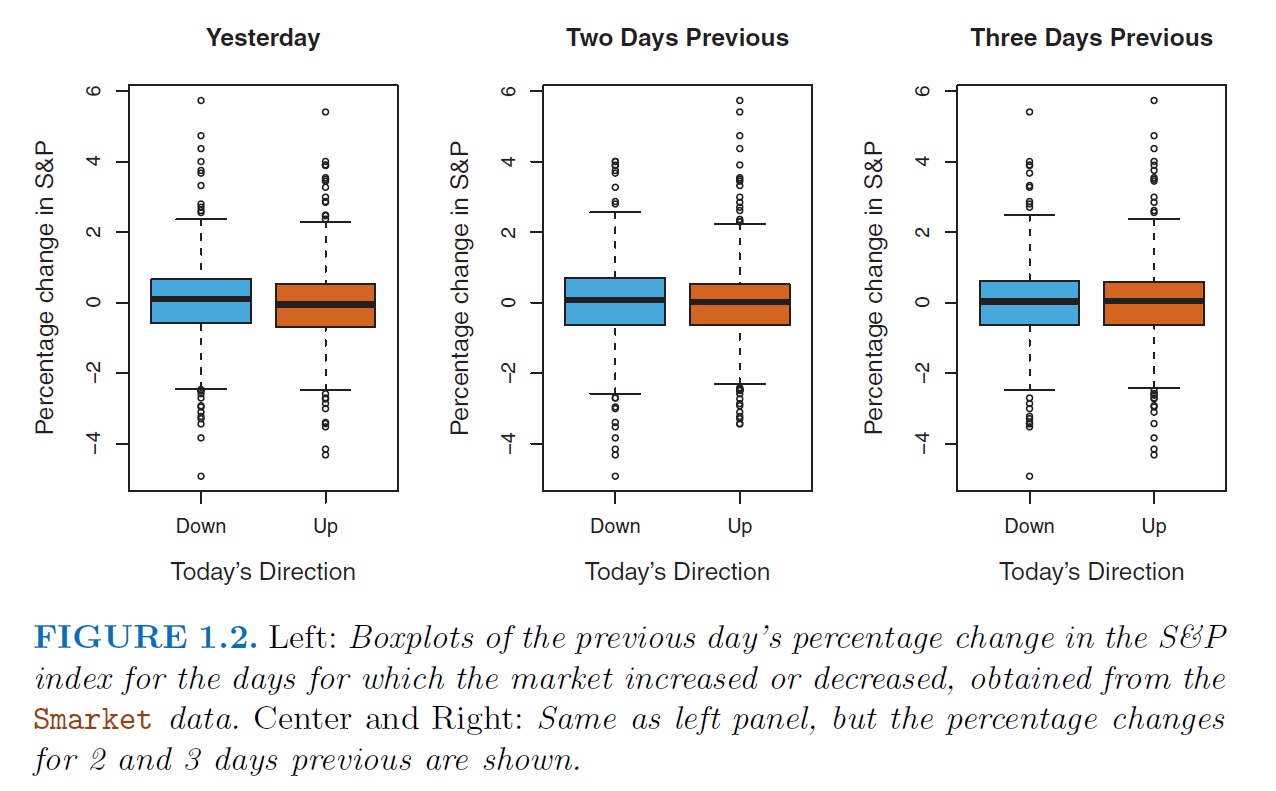 Yesterday
Two Days Previous
Three Days Previous
Percentage change in S&P
6
4
2
0
−2
−4
Down
Up
Today’s Direction
Percentage change in S&P
6
4
2
0
−2
−4
Down
Up
Today’s Direction
Percentage change in S&P
6
4
2
0
−2
−4
Down
Up
Today’s Direction
FIGURE 1.2. Left: Boxplots of the previous day’s percentage change in the S&P
index for the days for which the market increased or decreased, obtained from the
Smarket data. Center and Right: Same as left panel, but the percentage changes
for 2 and 3 days previous are shown.